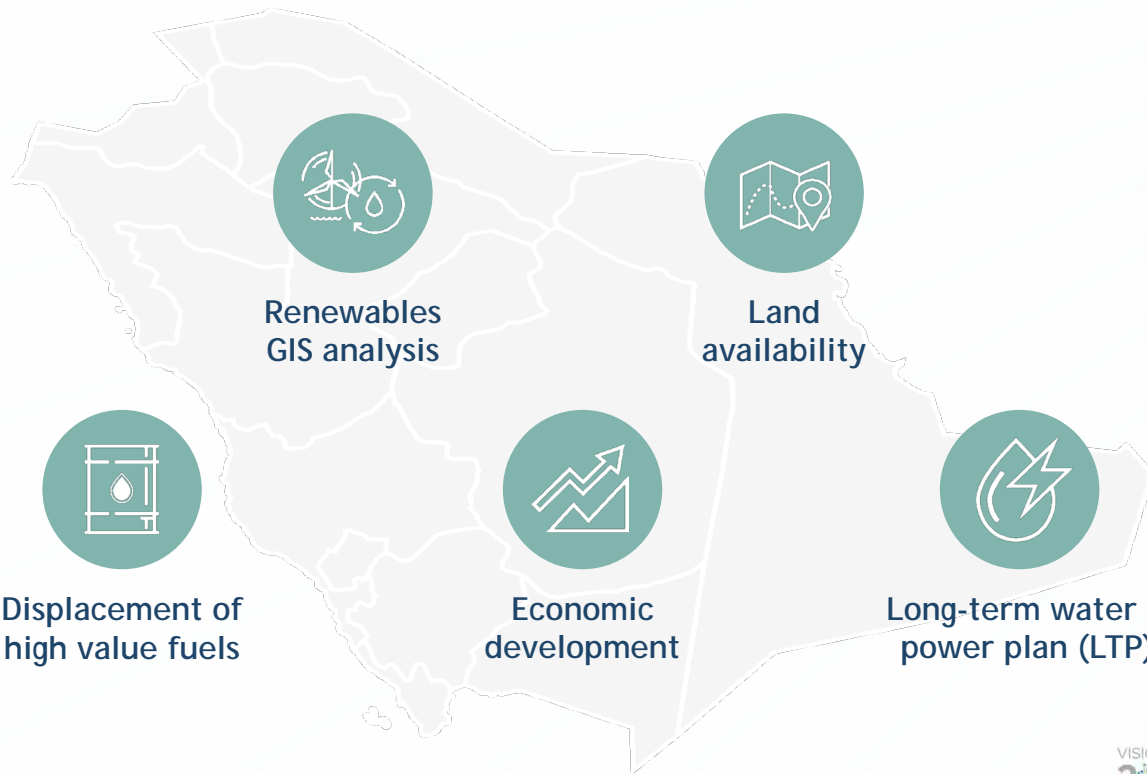 Renewables
GIS analysis
Land
availability
Displacement of
high value fuels
Economic
development
Long-term water
power plan (LTP)